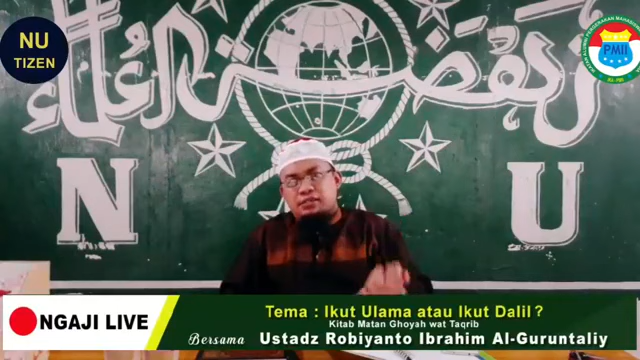 NU
TIZEN
PMII
نهضة العلماء
N U
NGAJI LIVE
Tema : Ikut Ulama atau Ikut Dalil ?
Kitab Matan Ghoyah wat Taqrib
Bersama Ustadz Robiyanto Ibrahim Al-Guruntaliy